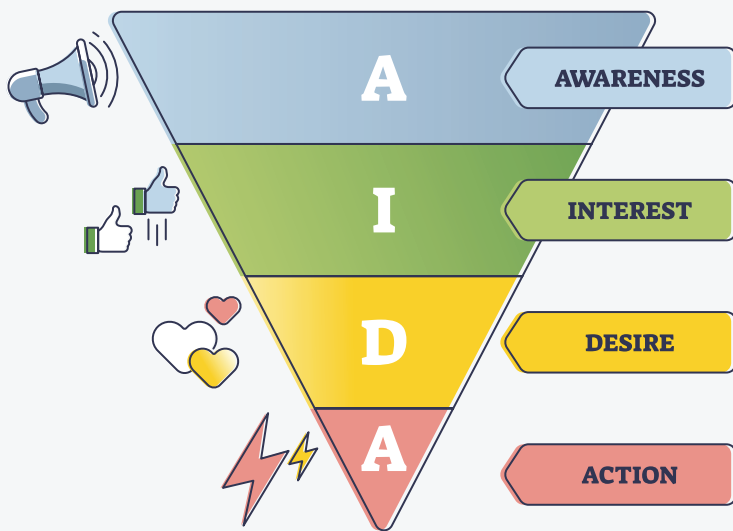 A
AWARENESS
I
INTEREST
D
DESIRE
A
ACTION